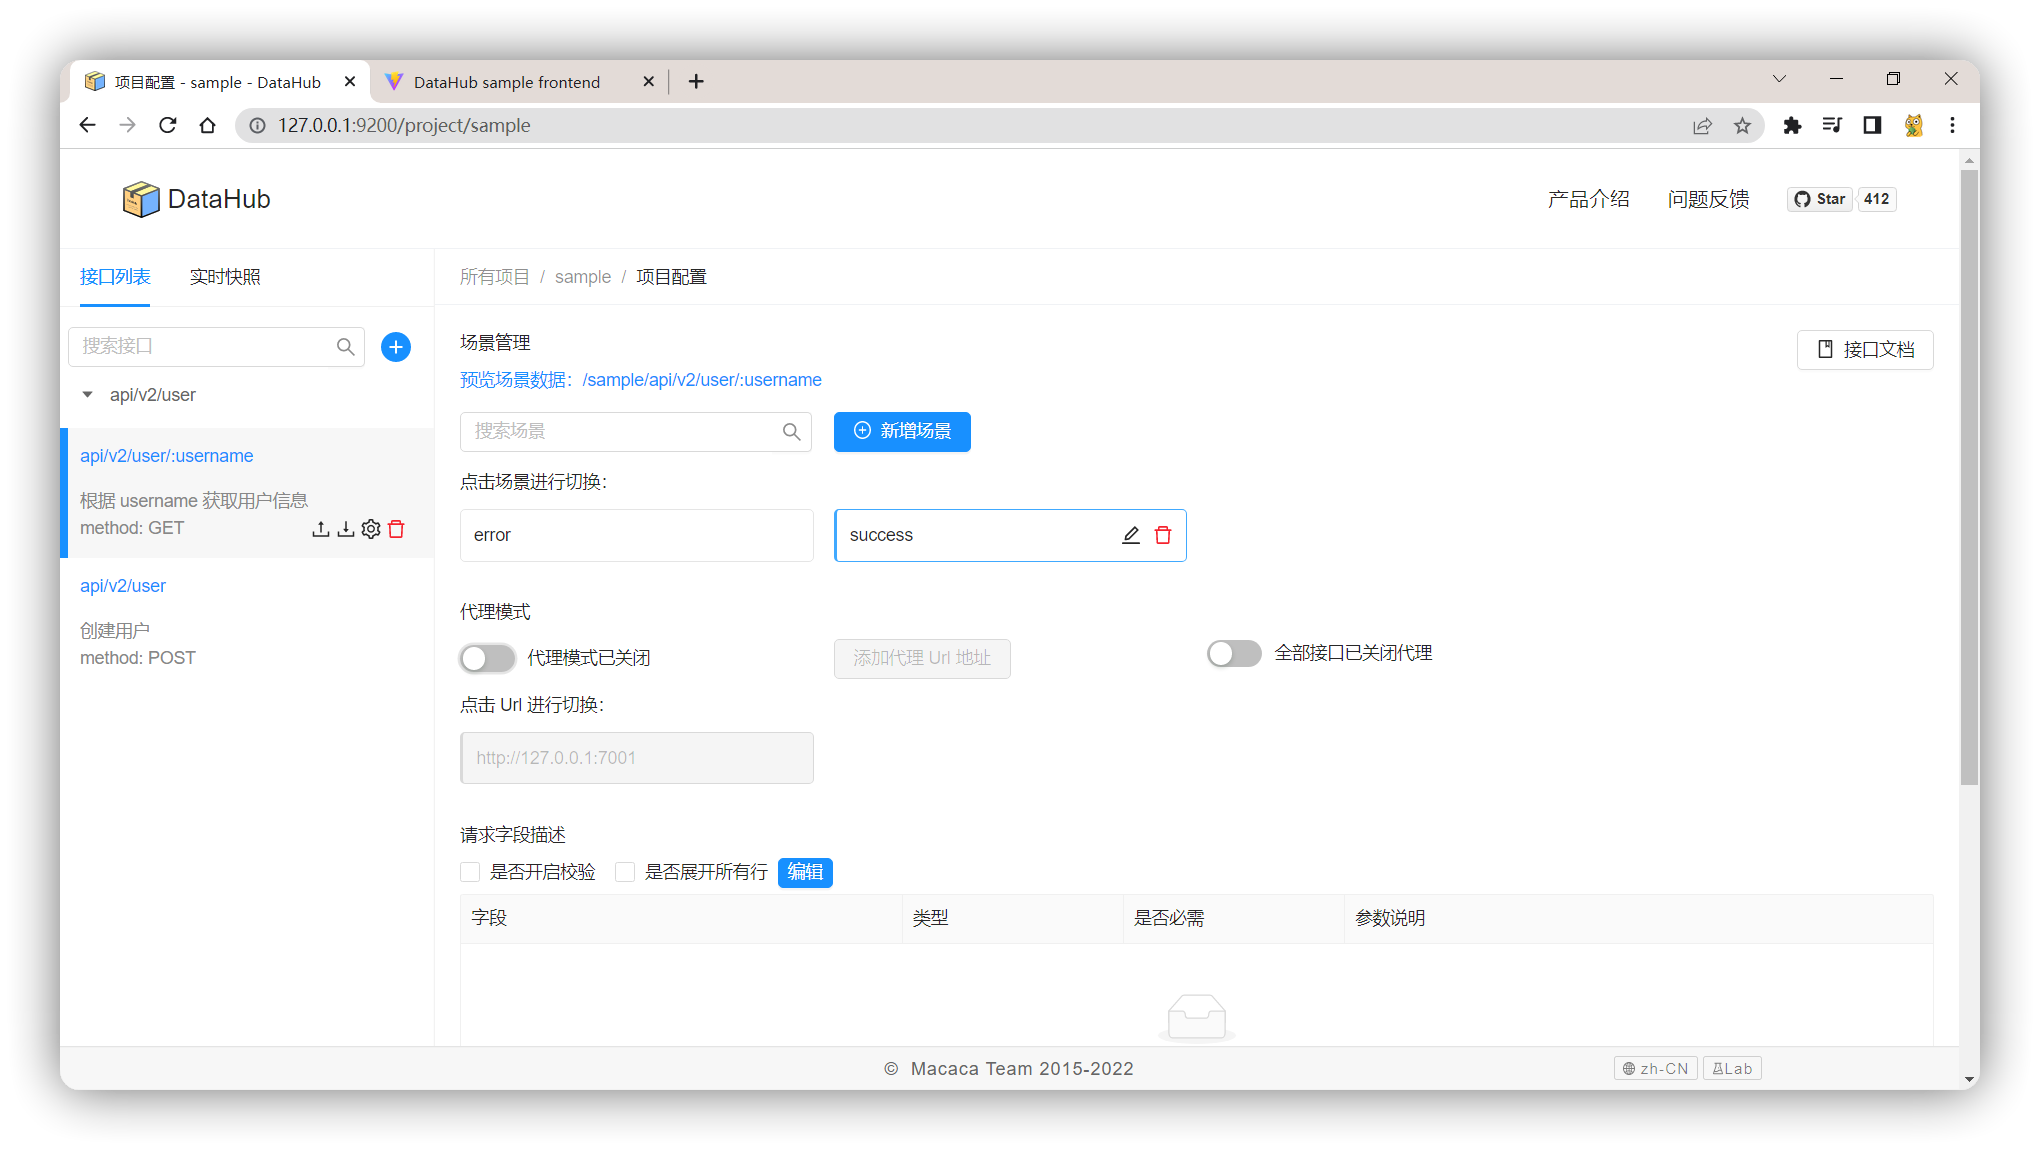 项目配置 - sample - DataHub
DataHub sample frontend
127.0.0.1:9200/project/sample
DataHub
产品介绍
问题反馈
Star
412
接口列表
实时快照
所有项目 / sample / 项目配置
搜索接口
api/v2/user
api/v2/user/:username
根据 username 获取用户信息
method: GET
api/v2/user
创建用户
method: POST
场景管理
接口文档
预览场景数据：/sample/api/v2/user/:username
搜索场景
新增场景
点击场景进行切换：
error
success
代理模式
代理模式已关闭
添加代理 Url 地址
全部接口已关闭代理
点击 Url 进行切换：
http://127.0.0.1:7001
请求字段描述
是否开启校验
是否展开所有行
编辑
字段
类型
是否必需
参数说明
© Macaca Team 2015-2022
zh-CN
Lab